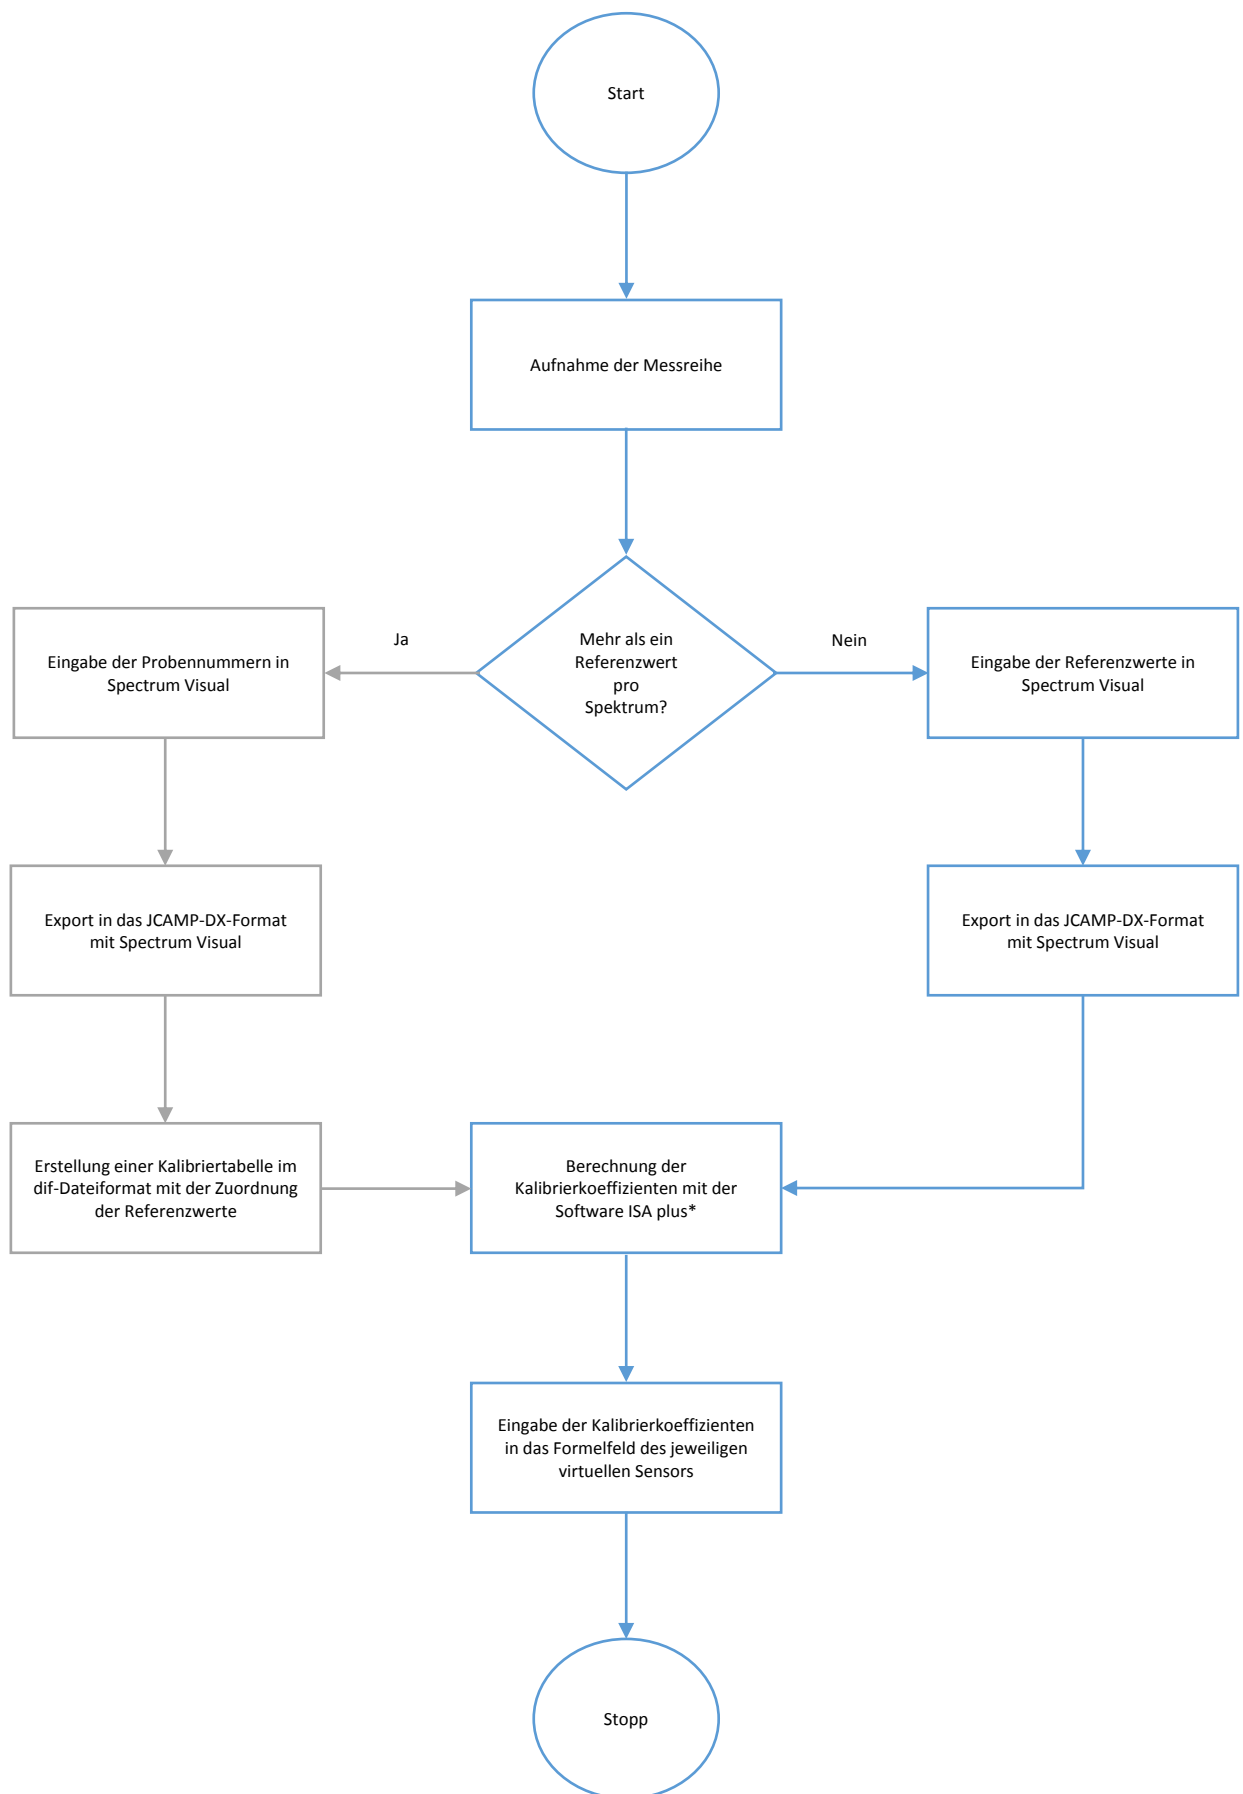 Start
Aufnahme der Messreihe
Mehr als ein
Referenzwert
pro
Spektrum?
Ja
Nein
Eingabe der Probennummern in
Spectrum Visual
Eingabe der Referenzwerte in
Spectrum Visual
Export in das JCAMP-DX-Format
mit Spectrum Visual
Export in das JCAMP-DX-Format
mit Spectrum Visual
Erstellung einer Kalibriertabelle im
dif-Dateiformat mit der Zuordnung
der Referenzwerte
Berechnung der
Kalibrierkoeffizienten mit der
Software ISA plus*
Eingabe der Kalibrierkoeffizienten
in das Formelfeld des jeweiligen
virtuellen Sensors
Stopp